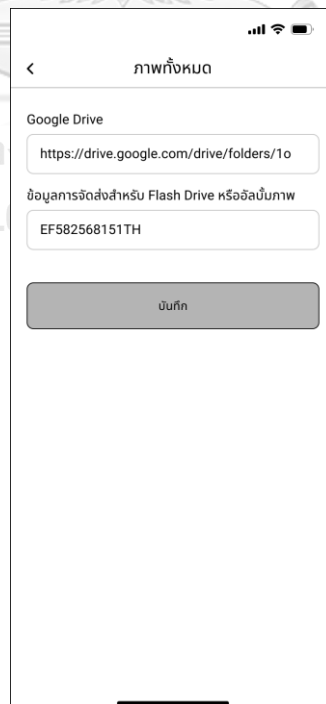 ภาพทั้งหมด
Google Drive
https://drive.google.com/drive/folders/1o
ข้อมูลการจัดส่งสำหรับ Flash Drive หรืออัลบั้มภาพ
EF582568151TH
บันทึก